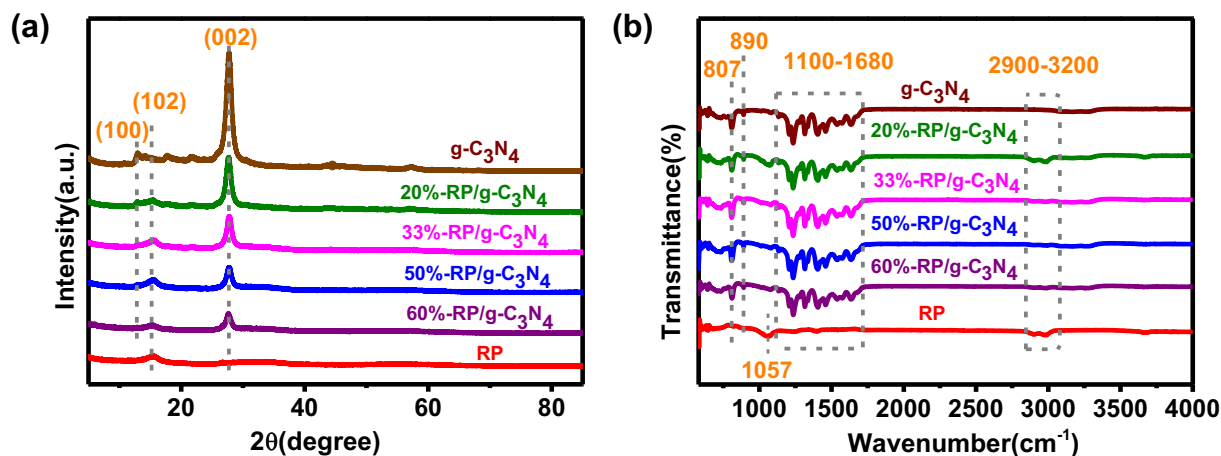 (a)
(002)
(102)
(100)
g-C₃N₄
20%-RP/g-C₃N₄
33%-RP/g-C₃N₄
50%-RP/g-C₃N₄
60%-RP/g-C₃N₄
RP
Intensity(a.u.)
20 40 60 80
2θ(degree)
(b)
890
807
1100-1680
2900-3200
g-C₃N₄
20%-RP/g-C₃N₄
33%-RP/g-C₃N₄
50%-RP/g-C₃N₄
60%-RP/g-C₃N₄
RP
1057
Transmittance(%)
1000 1500 2000 2500 3000 3500 4000
Wavenumber(cm⁻¹)